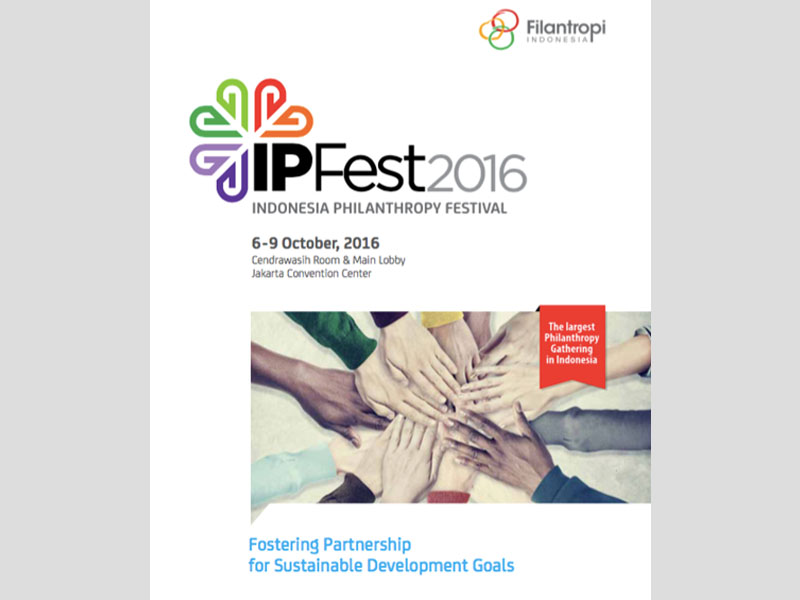 Filantropi
INDONESIA
IPFest2016
INDONESIA PHILANTHROPY FESTIVAL
6-9 October, 2016
Cendrawasih Room & Main Lobby
Jakarta Convention Center
The largest
Philanthropy
Gathering
in Indonesia
Fostering Partnership
for Sustainable Development Goals